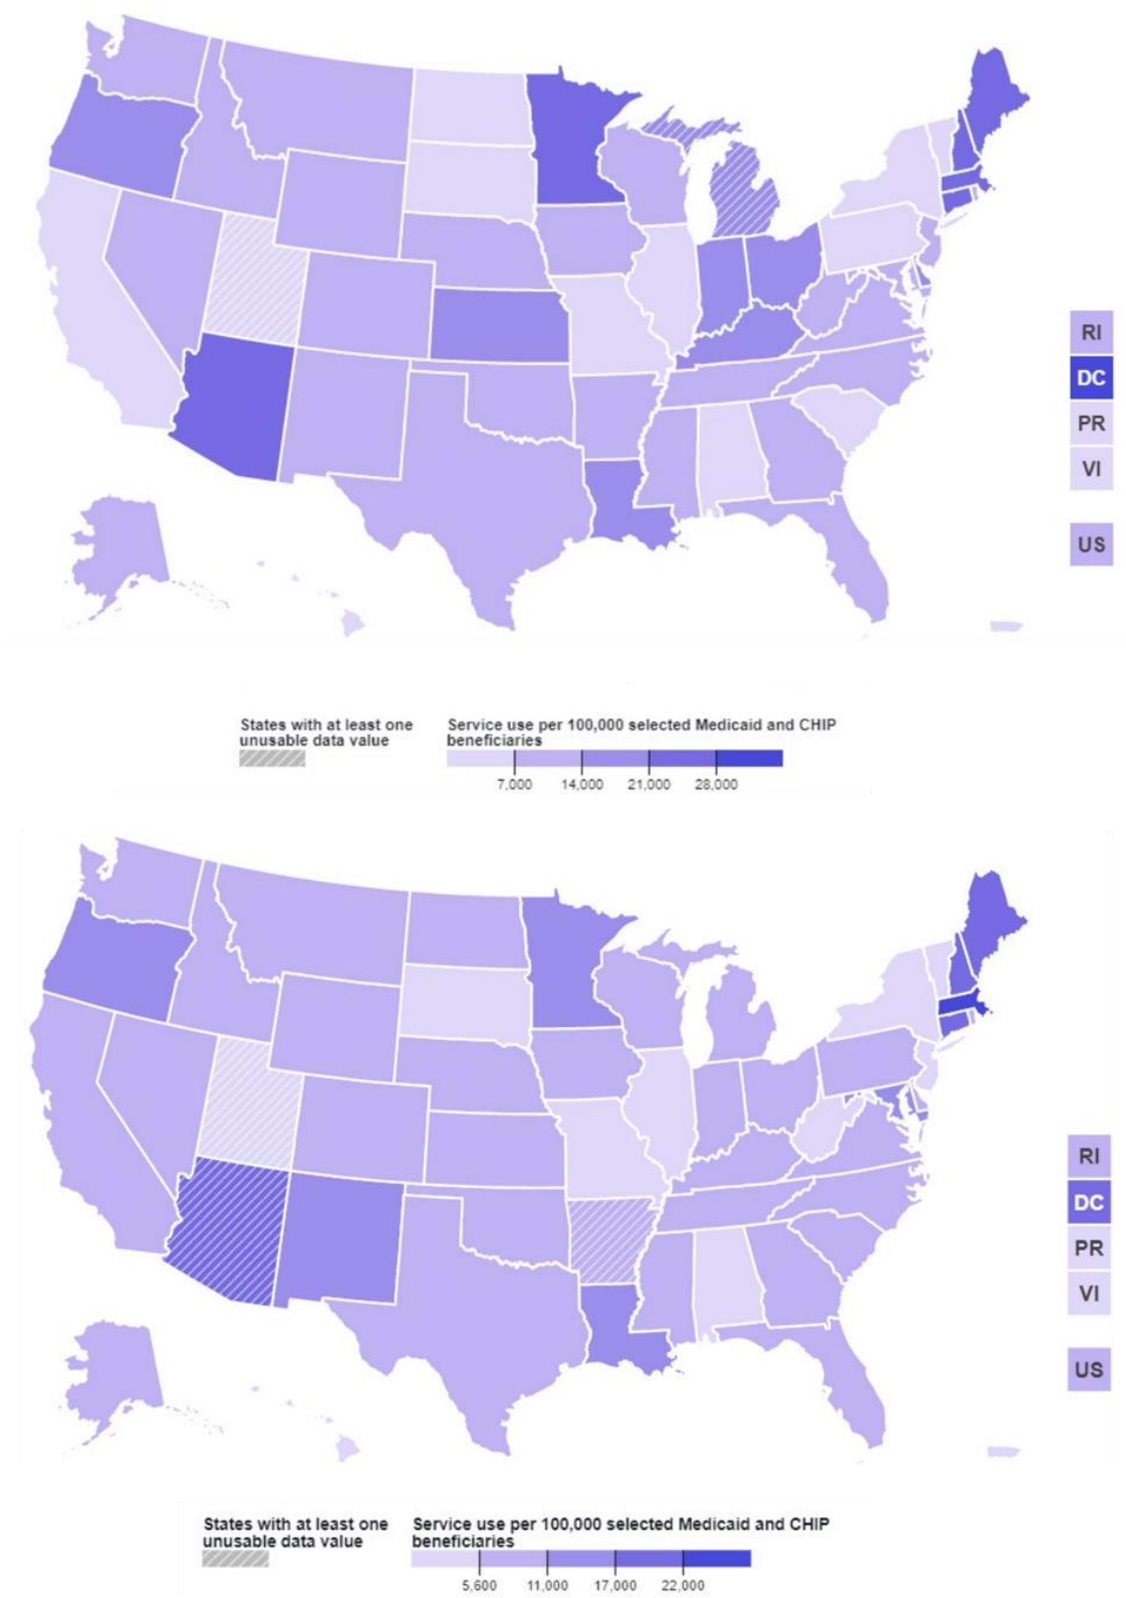 RI
DC
PR
VI
US
States with at least one
unusable data value
Service use per 100,000 selected Medicaid and CHIP
beneficiaries
7,000 14,000 21,000 28,000
RI
DC
PR
VI
US
States with at least one
unusable data value
Service use per 100,000 selected Medicaid and CHIP
beneficiaries
5,600 11,000 17,000 22,000